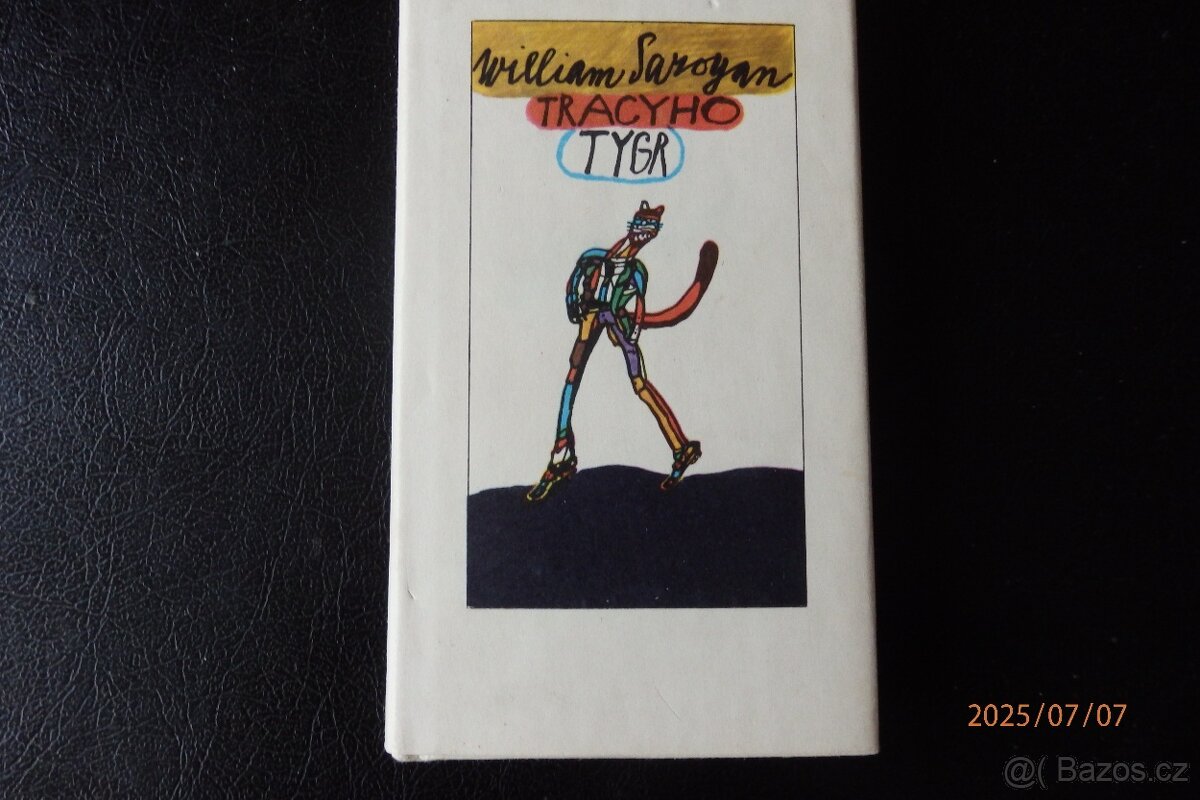 William Saroyan
TRACYHO
TYGR
2025/07/07
@( Bazos.cz